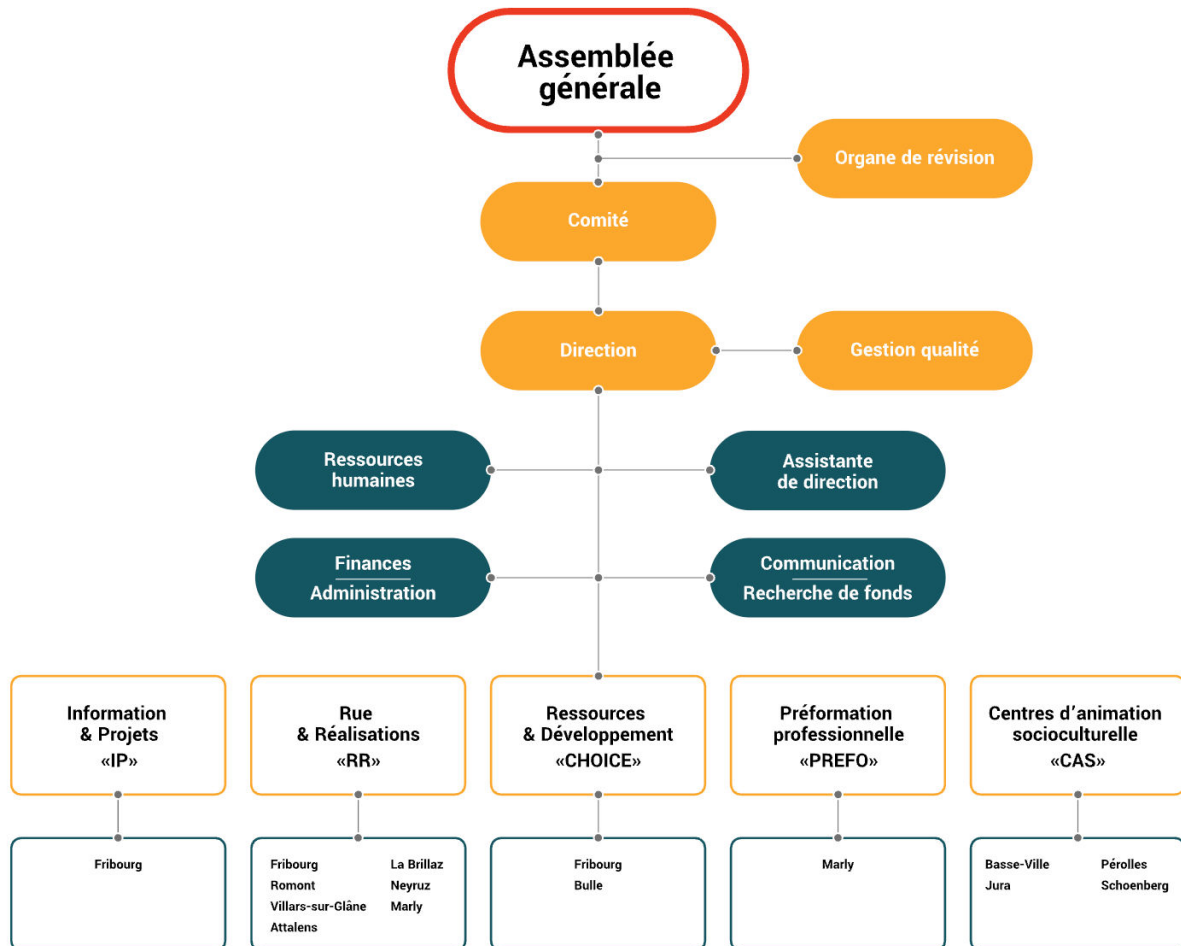 Assemblée
générale
Organe de révision
Comité
Direction
Gestion qualité
Ressources
humaines
Assistante
de direction
Finances
Administration
Communication
Recherche de fonds
Information
& Projets
«IP»
Rue
& Réalisations
«RR»
Ressources
& Développement
«CHOICE»
Préformation
professionnelle
«PREFO»
Centres d'animation
socioculturelle
«CAS»
Fribourg
Fribourg
Romont
Villars-sur-Glâne
Attalens
La Brillaz
Neyruz
Marly
Fribourg
Bulle
Marly
Basse-Ville
Jura
Pérolles
Schoenberg